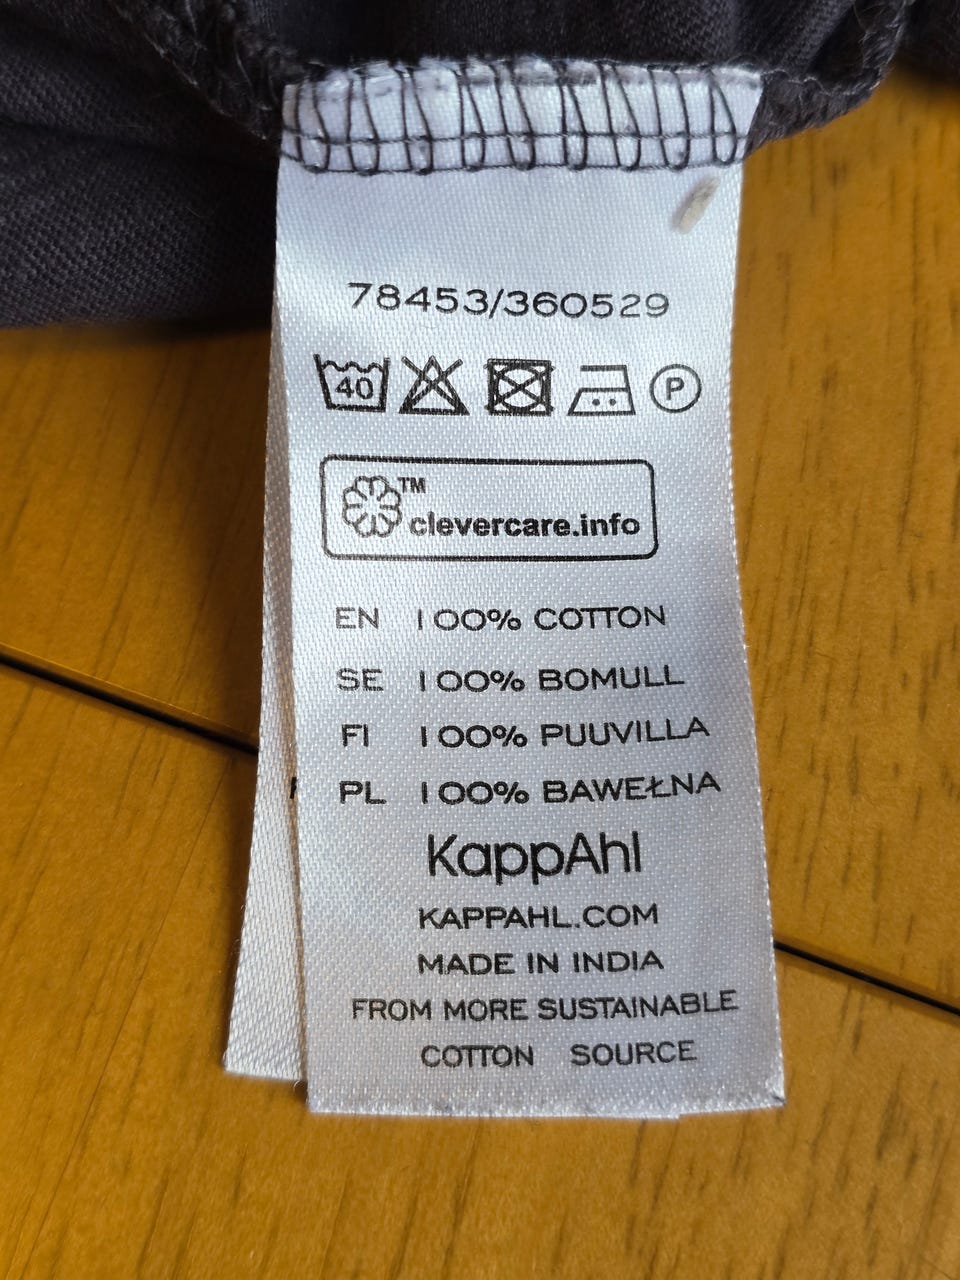 78453/360529
40 P
TM
clevercare.info
EN 100% COTTON
SE 100% BOMULL
FI 100% PUUVILLA
PL 100% BAWEŁNA
KappAhl
KAPPAHL.COM
MADE IN INDIA
FROM MORE SUSTAINABLE
COTTON SOURCE